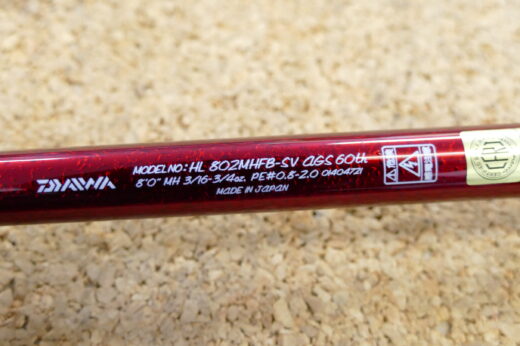 DAIWA
MODEL NO: HL 802MHFB-SV AGS 60th
8'0" MH 3/16-3/4oz. PE#0.8-2.0 01404721
MADE IN JAPAN